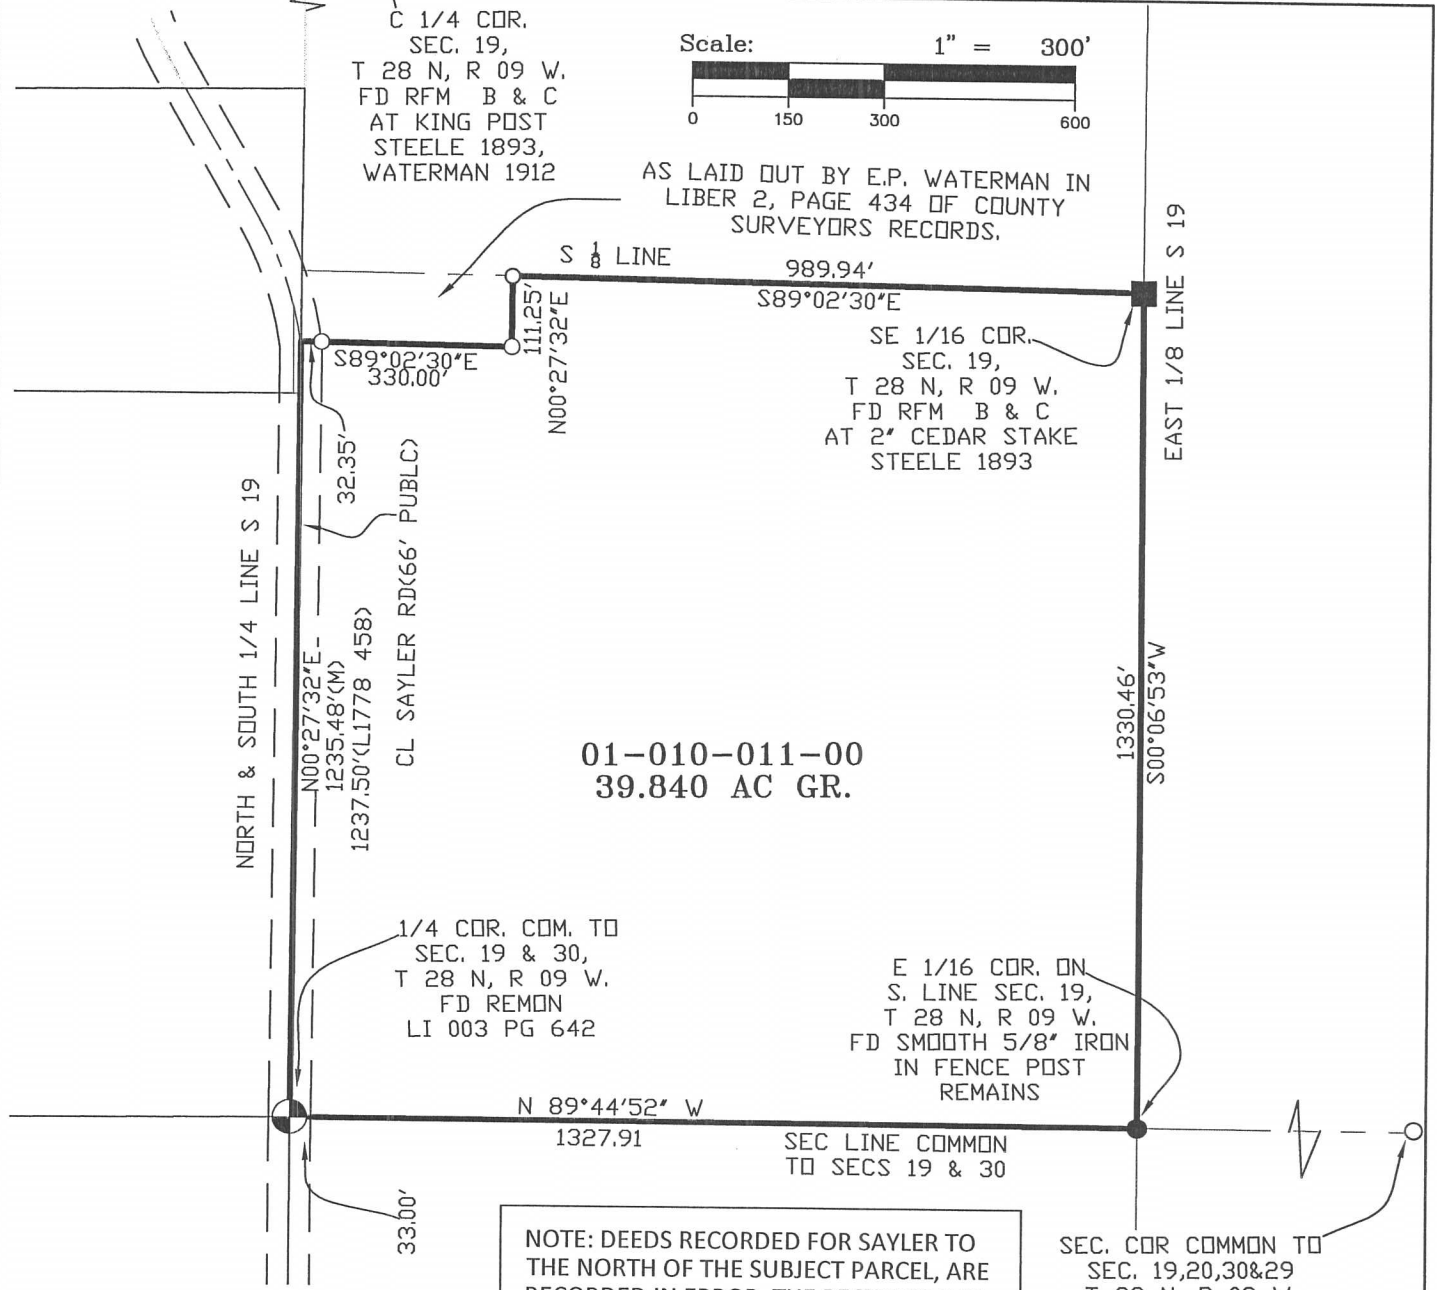 C 1/4 COR.
SEC. 19,
T 28 N, R 09 W.
FD RFM B & C
AT KING POST
STEELE 1893,
WATERMAN 1912
Scale: 1" = 300'
0 150 300 600
AS LAID OUT BY E.P. WATERMAN IN
LIBER 2, PAGE 434 OF COUNTY
SURVEYORS RECORDS.
S 1/8 LINE
989.94'
S89°02'30"E
S89°02'30"E
330.00'
111.25'
N00°27'32"E
SE 1/16 COR.
SEC. 19,
T 28 N, R 09 W.
FD RFM B & C
AT 2" CEDAR STAKE
STEELE 1893
EAST 1/8 LINE S 19
32.35'
CL SAYLER RD(66' PUBLC)
NORTH & SOUTH 1/4 LINE S 19
N00°27'32"E
1235.48'(M)
1237.50'(L1778 458)
01-010-011-00
39.840 AC GR.
1330.46'
S00°06'53"W
1/4 COR. COM. TO
SEC. 19 & 30,
T 28 N, R 09 W.
FD REMON
LI 003 PG 642
E 1/16 COR. ON
S. LINE SEC. 19,
T 28 N, R 09 W.
FD SMOOTH 5/8" IRON
IN FENCE POST
REMAINS
N 89°44'52" W
1327.91
SEC LINE COMMON
TO SECS 19 & 30
33.00'
NOTE: DEEDS RECORDED FOR SAYLER TO
THE NORTH OF THE SUBJECT PARCEL, ARE
RECORDED IN ERROR
SEC. COR COMMON TO
SEC. 19,20,30&29